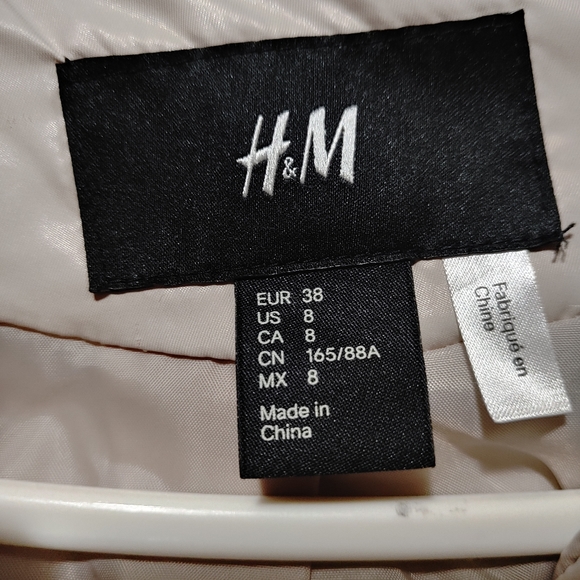 H&M
EUR 38
US 8
CA 8
CN 165/88A
MX 8
Made in
China
Fabriqué en
Chine